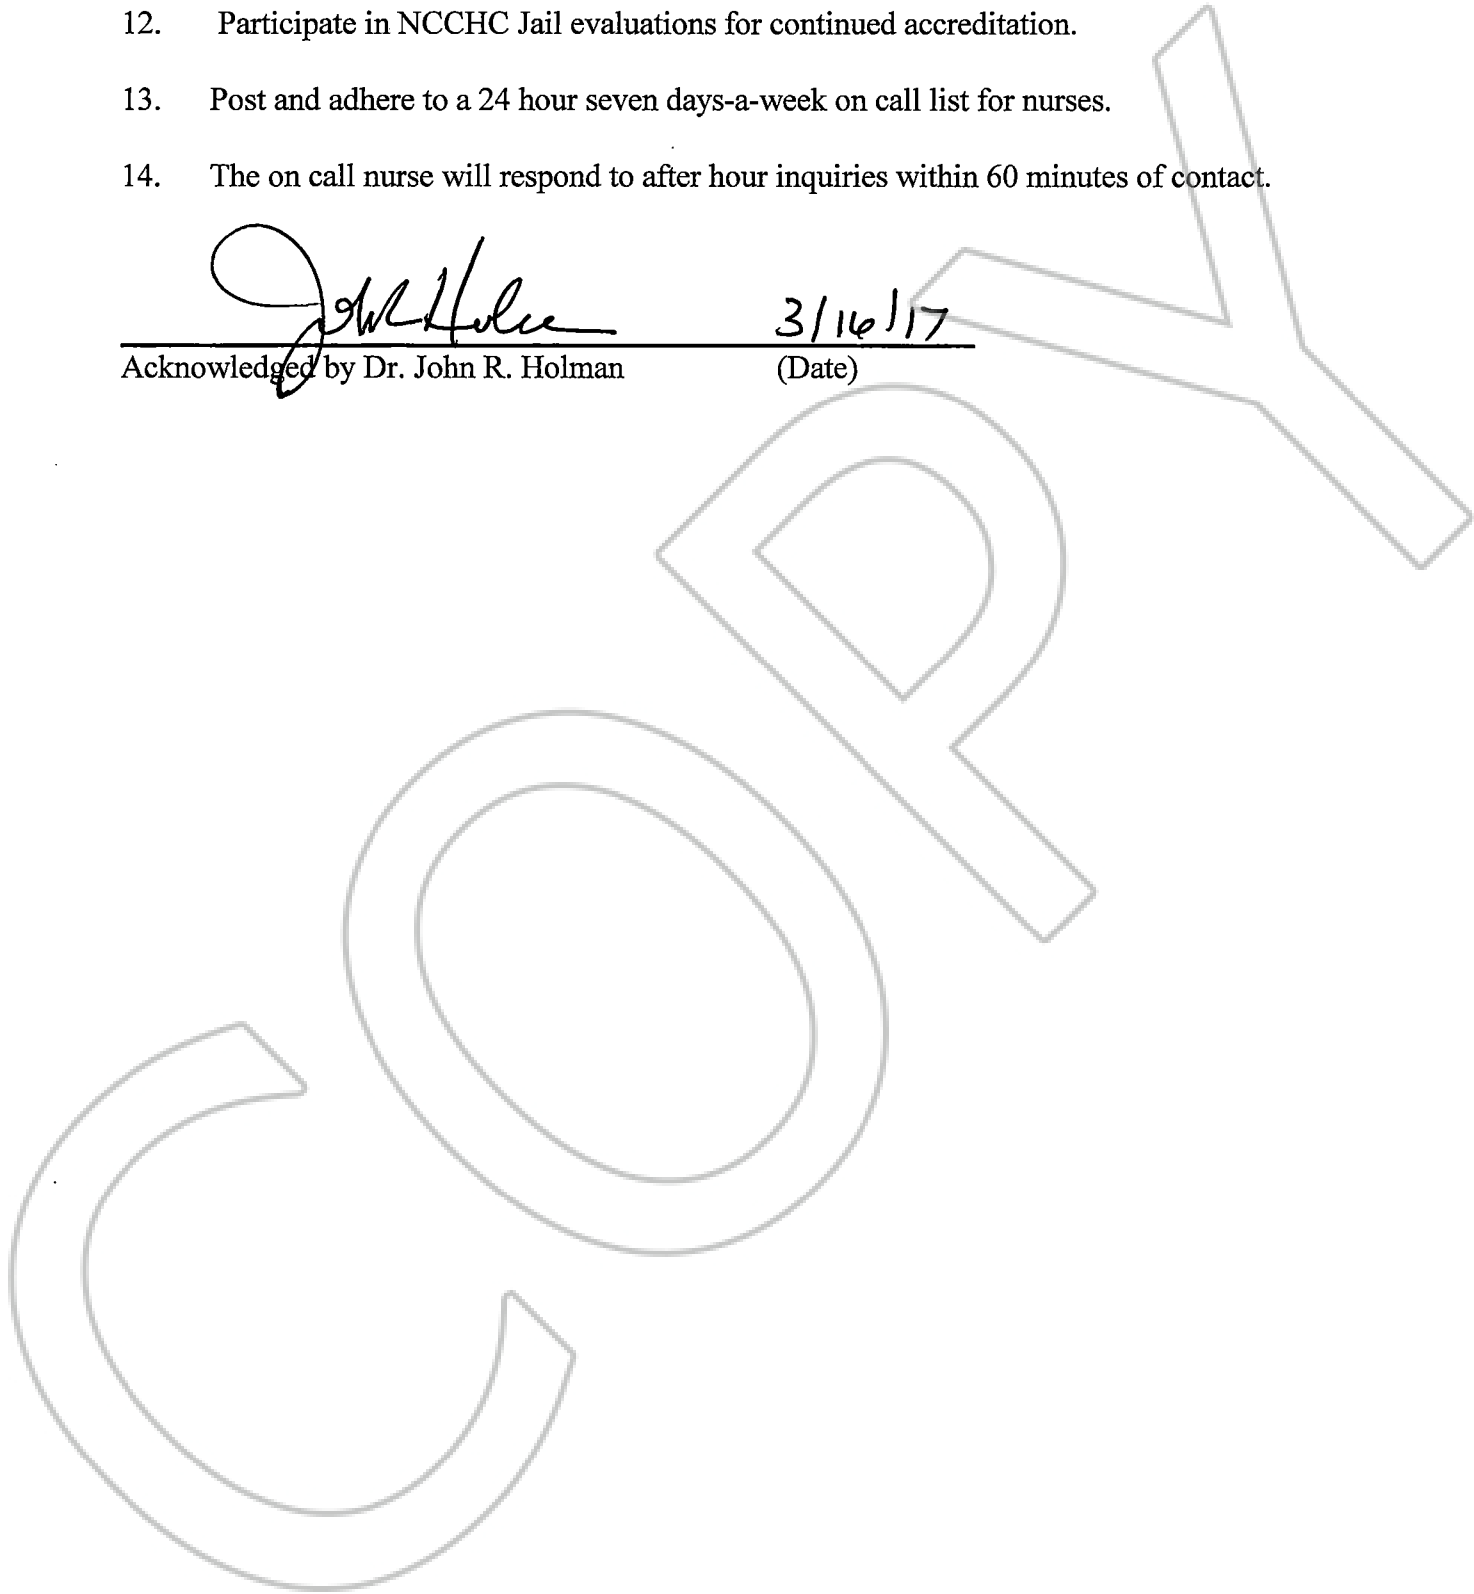 12. Participate in NCCHC Jail evaluations for continued accreditation.
13. Post and adhere to a 24 hour seven days-a-week on call list for nurses.
14. The on call nurse will respond to after hour inquiries within 60 minutes of contact.
John Holman 3/16/17
Acknowledged by Dr. John R. Holman (Date)
COPY